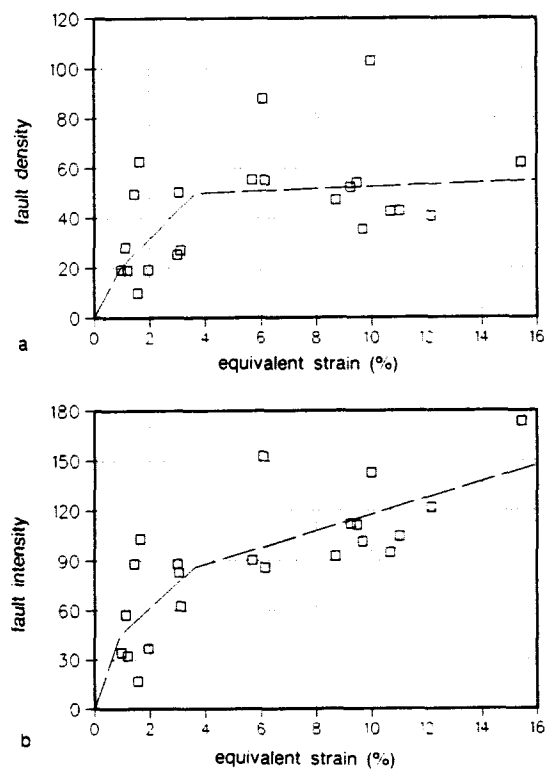 120
100
80
60
40
20
0
fault density
a
0 2 4 6 8 10 12 14 16
equivalent strain (%)
180
150
120
90
60
30
0
fault intensity
b
0 2 4 6 8 10 12 14 16
equivalent strain (%)